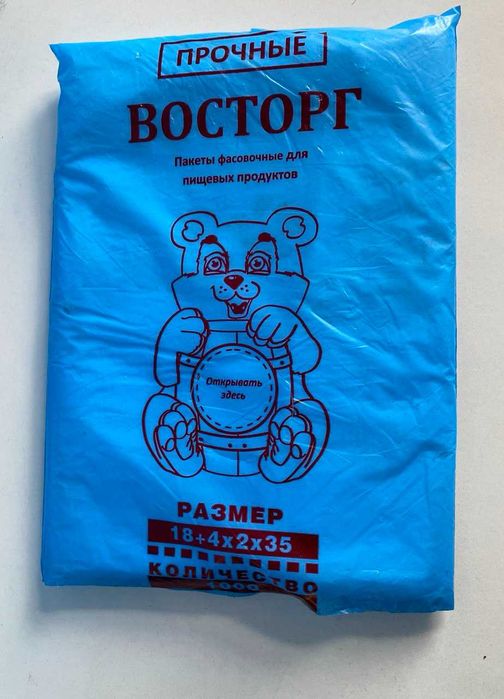 ПРОЧНЫЕ
ВОСТОРГ
Пакеты фасовочные для
пищевых продуктов
Открывать
здесь
РАЗМЕР
18+4х2х35
КОЛИЧЕСТВО